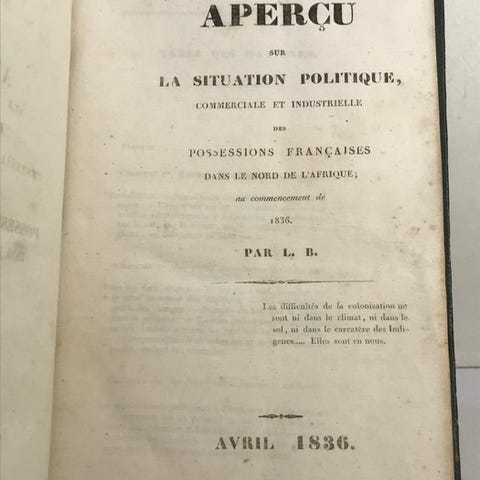 APERÇU
SUR
LA SITUATION POLITIQUE,
COMMERCIALE ET INDUSTRIELLE
DES
POSSESSIONS FRANÇAISES
DANS LE NORD DE L'AFRIQUE;
au commencement de
1836.
PAR L. B.
Les difficultés de la colonisation ne
sont ni dans le climat, ni dans le
sol, ni dans le carcatère des Indi-
gènes..... Elles sont en nous.
AVRIL 1836.